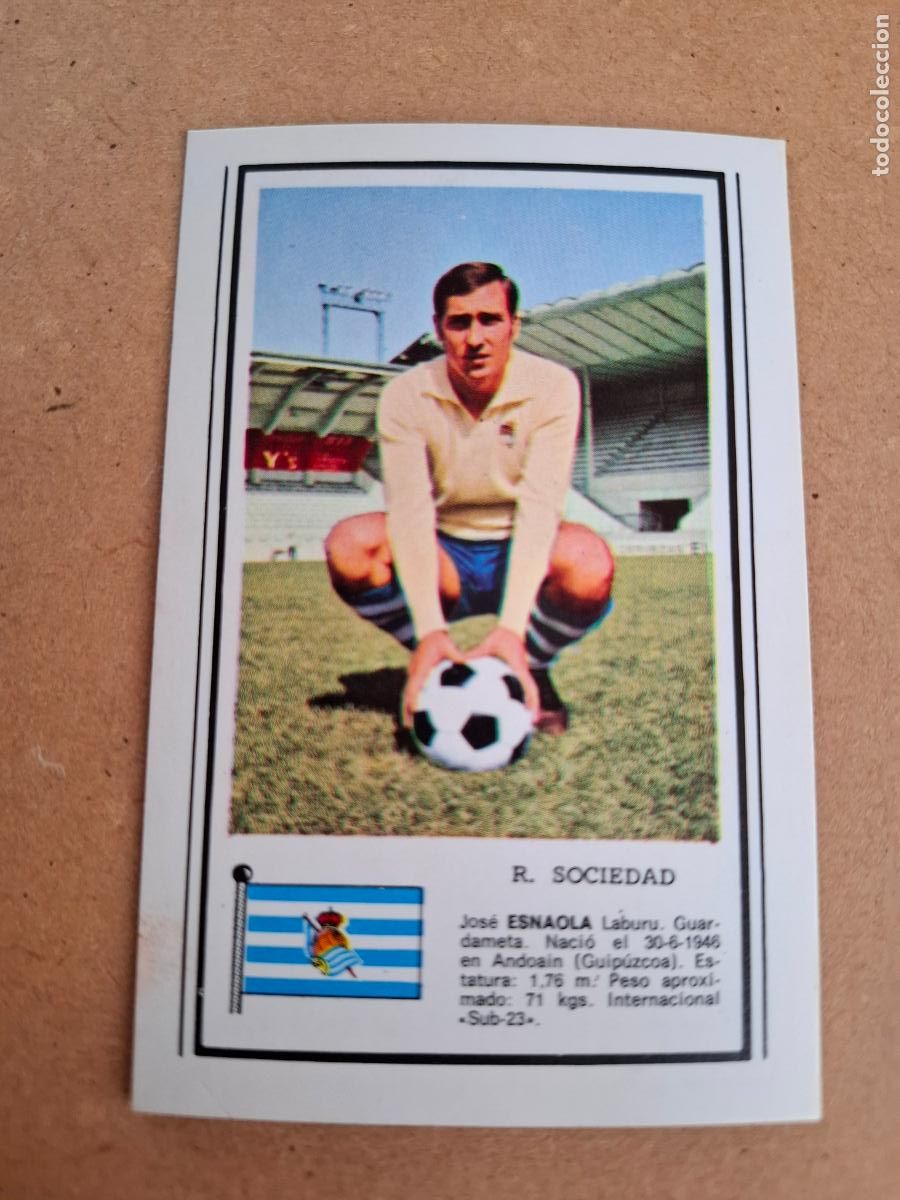 todocoleccion
Y's
R. SOCIEDAD
José ESNAOLA Laburu. Guar-
dameta. Nació el 30-6-1946
en Andoain (Guipúzcoa). Es-
tatura: 1,76 m. Peso aproxi-
mado: 71 kgs. Internacional
«Sub-23».